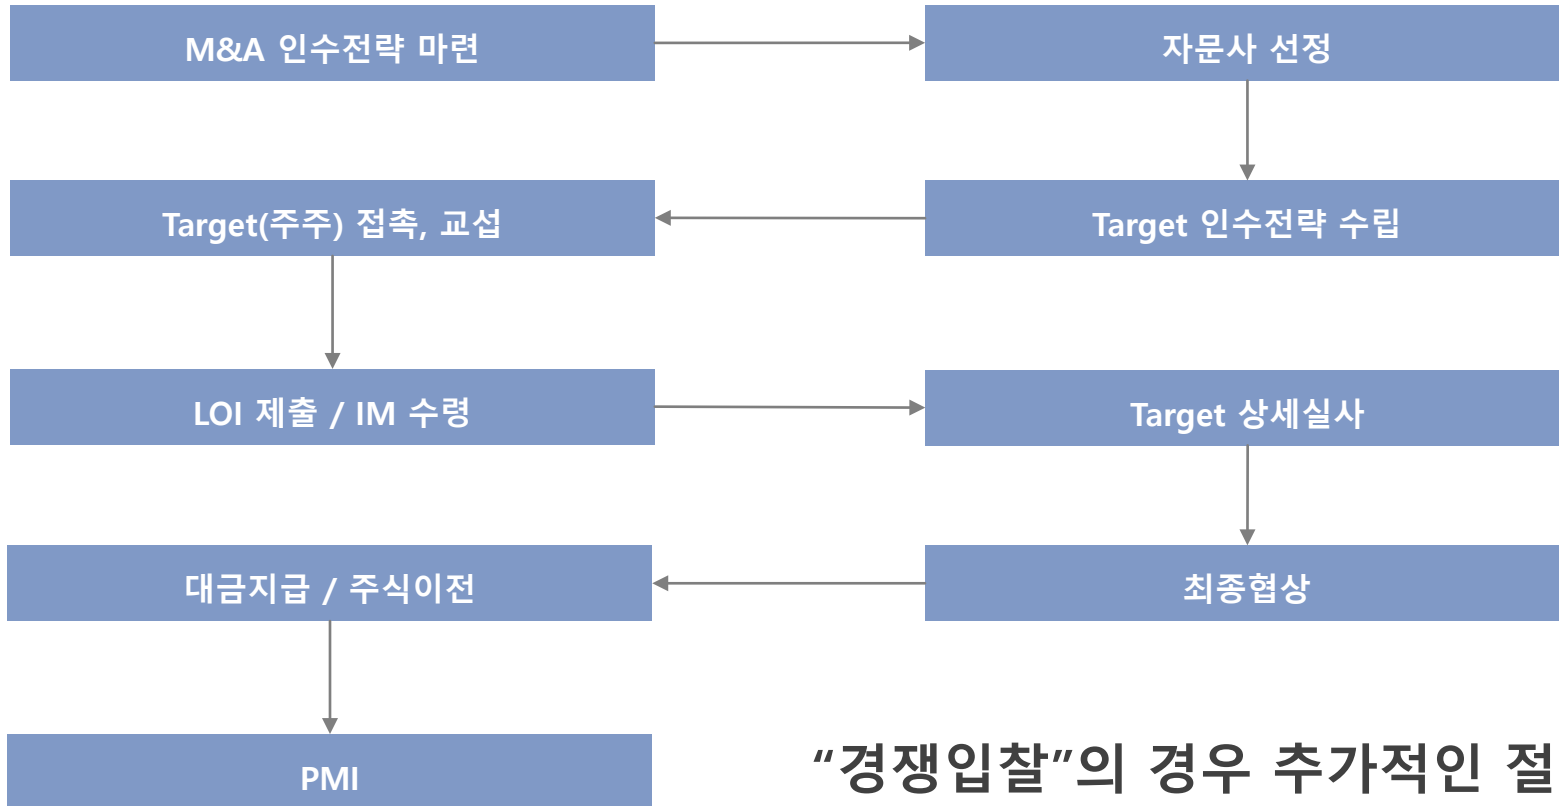 M&A 인수전략 마련
자문사 선정
Target 인수전략 수립
Target(주주) 접촉, 교섭
LOI 제출 / IM 수령
Target 상세실사
최종협상
대금지급 / 주식이전
PMI
“경쟁입찰”의 경우 추가적인 절